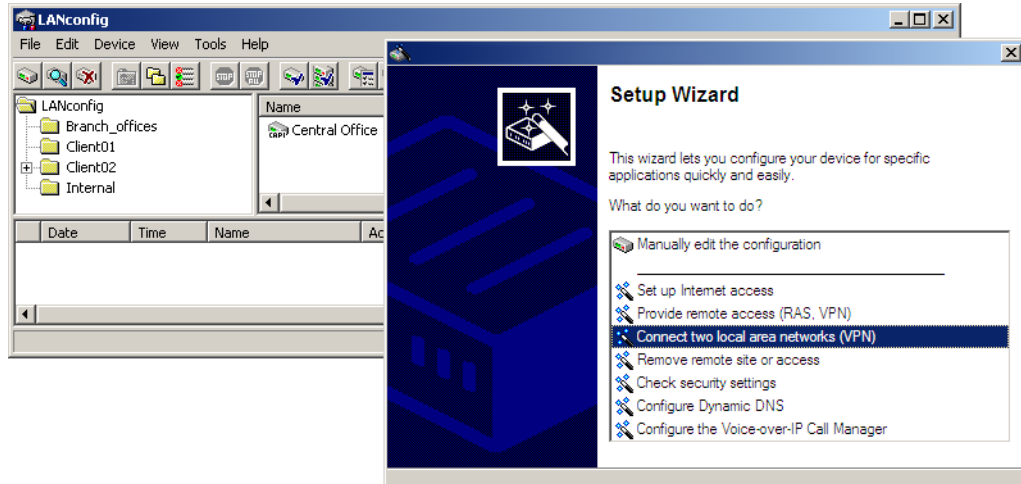 LANconfig
File Edit Device View Tools Help
STOP
STOP
LANconfig
Branch_offices
Client01
Client02
Internal
Name
CAPI Central Office
Date Time Name Ac
Setup Wizard
This wizard lets you configure your device for specific
applications quickly and easily.
What do you want to do?
Manually edit the configuration
Set up Internet access
Provide remote access (RAS, VPN)
Connect two local area networks (VPN)
Remove remote site or access
Check security settings
Configure Dynamic DNS
Configure the Voice-over-IP Call Manager